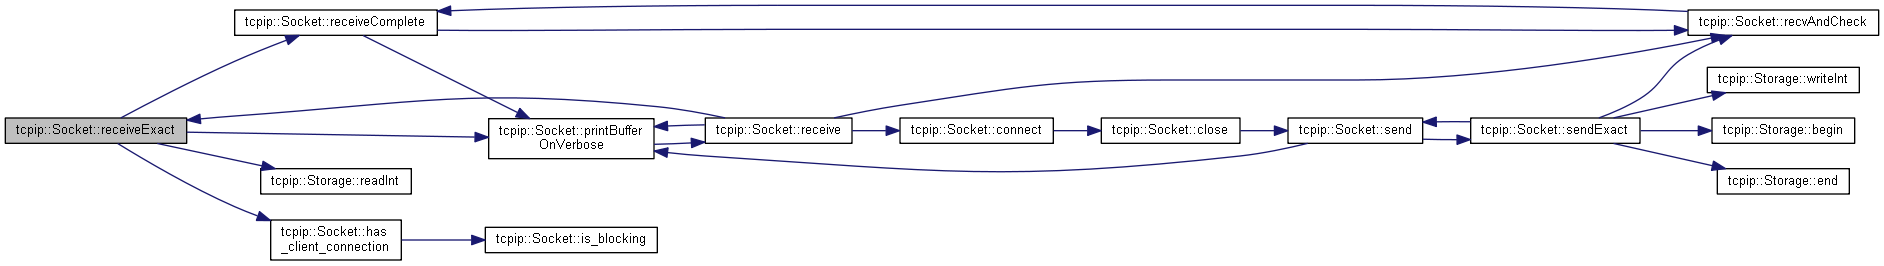 tcpip::Socket::receiveComplete
tcpip::Socket::recvAndCheck
tcpip::Storage::writeInt
tcpip::Socket::receiveExact
tcpip::Socket::printBuffer
OnVerbose
tcpip::Socket::receive
tcpip::Socket::connect
tcpip::Socket::close
tcpip::Socket::send
tcpip::Socket::sendExact
tcpip::Storage::begin
tcpip::Storage::readInt
tcpip::Storage::end
tcpip::Socket::has
_client_connection
tcpip::Socket::is_blocking